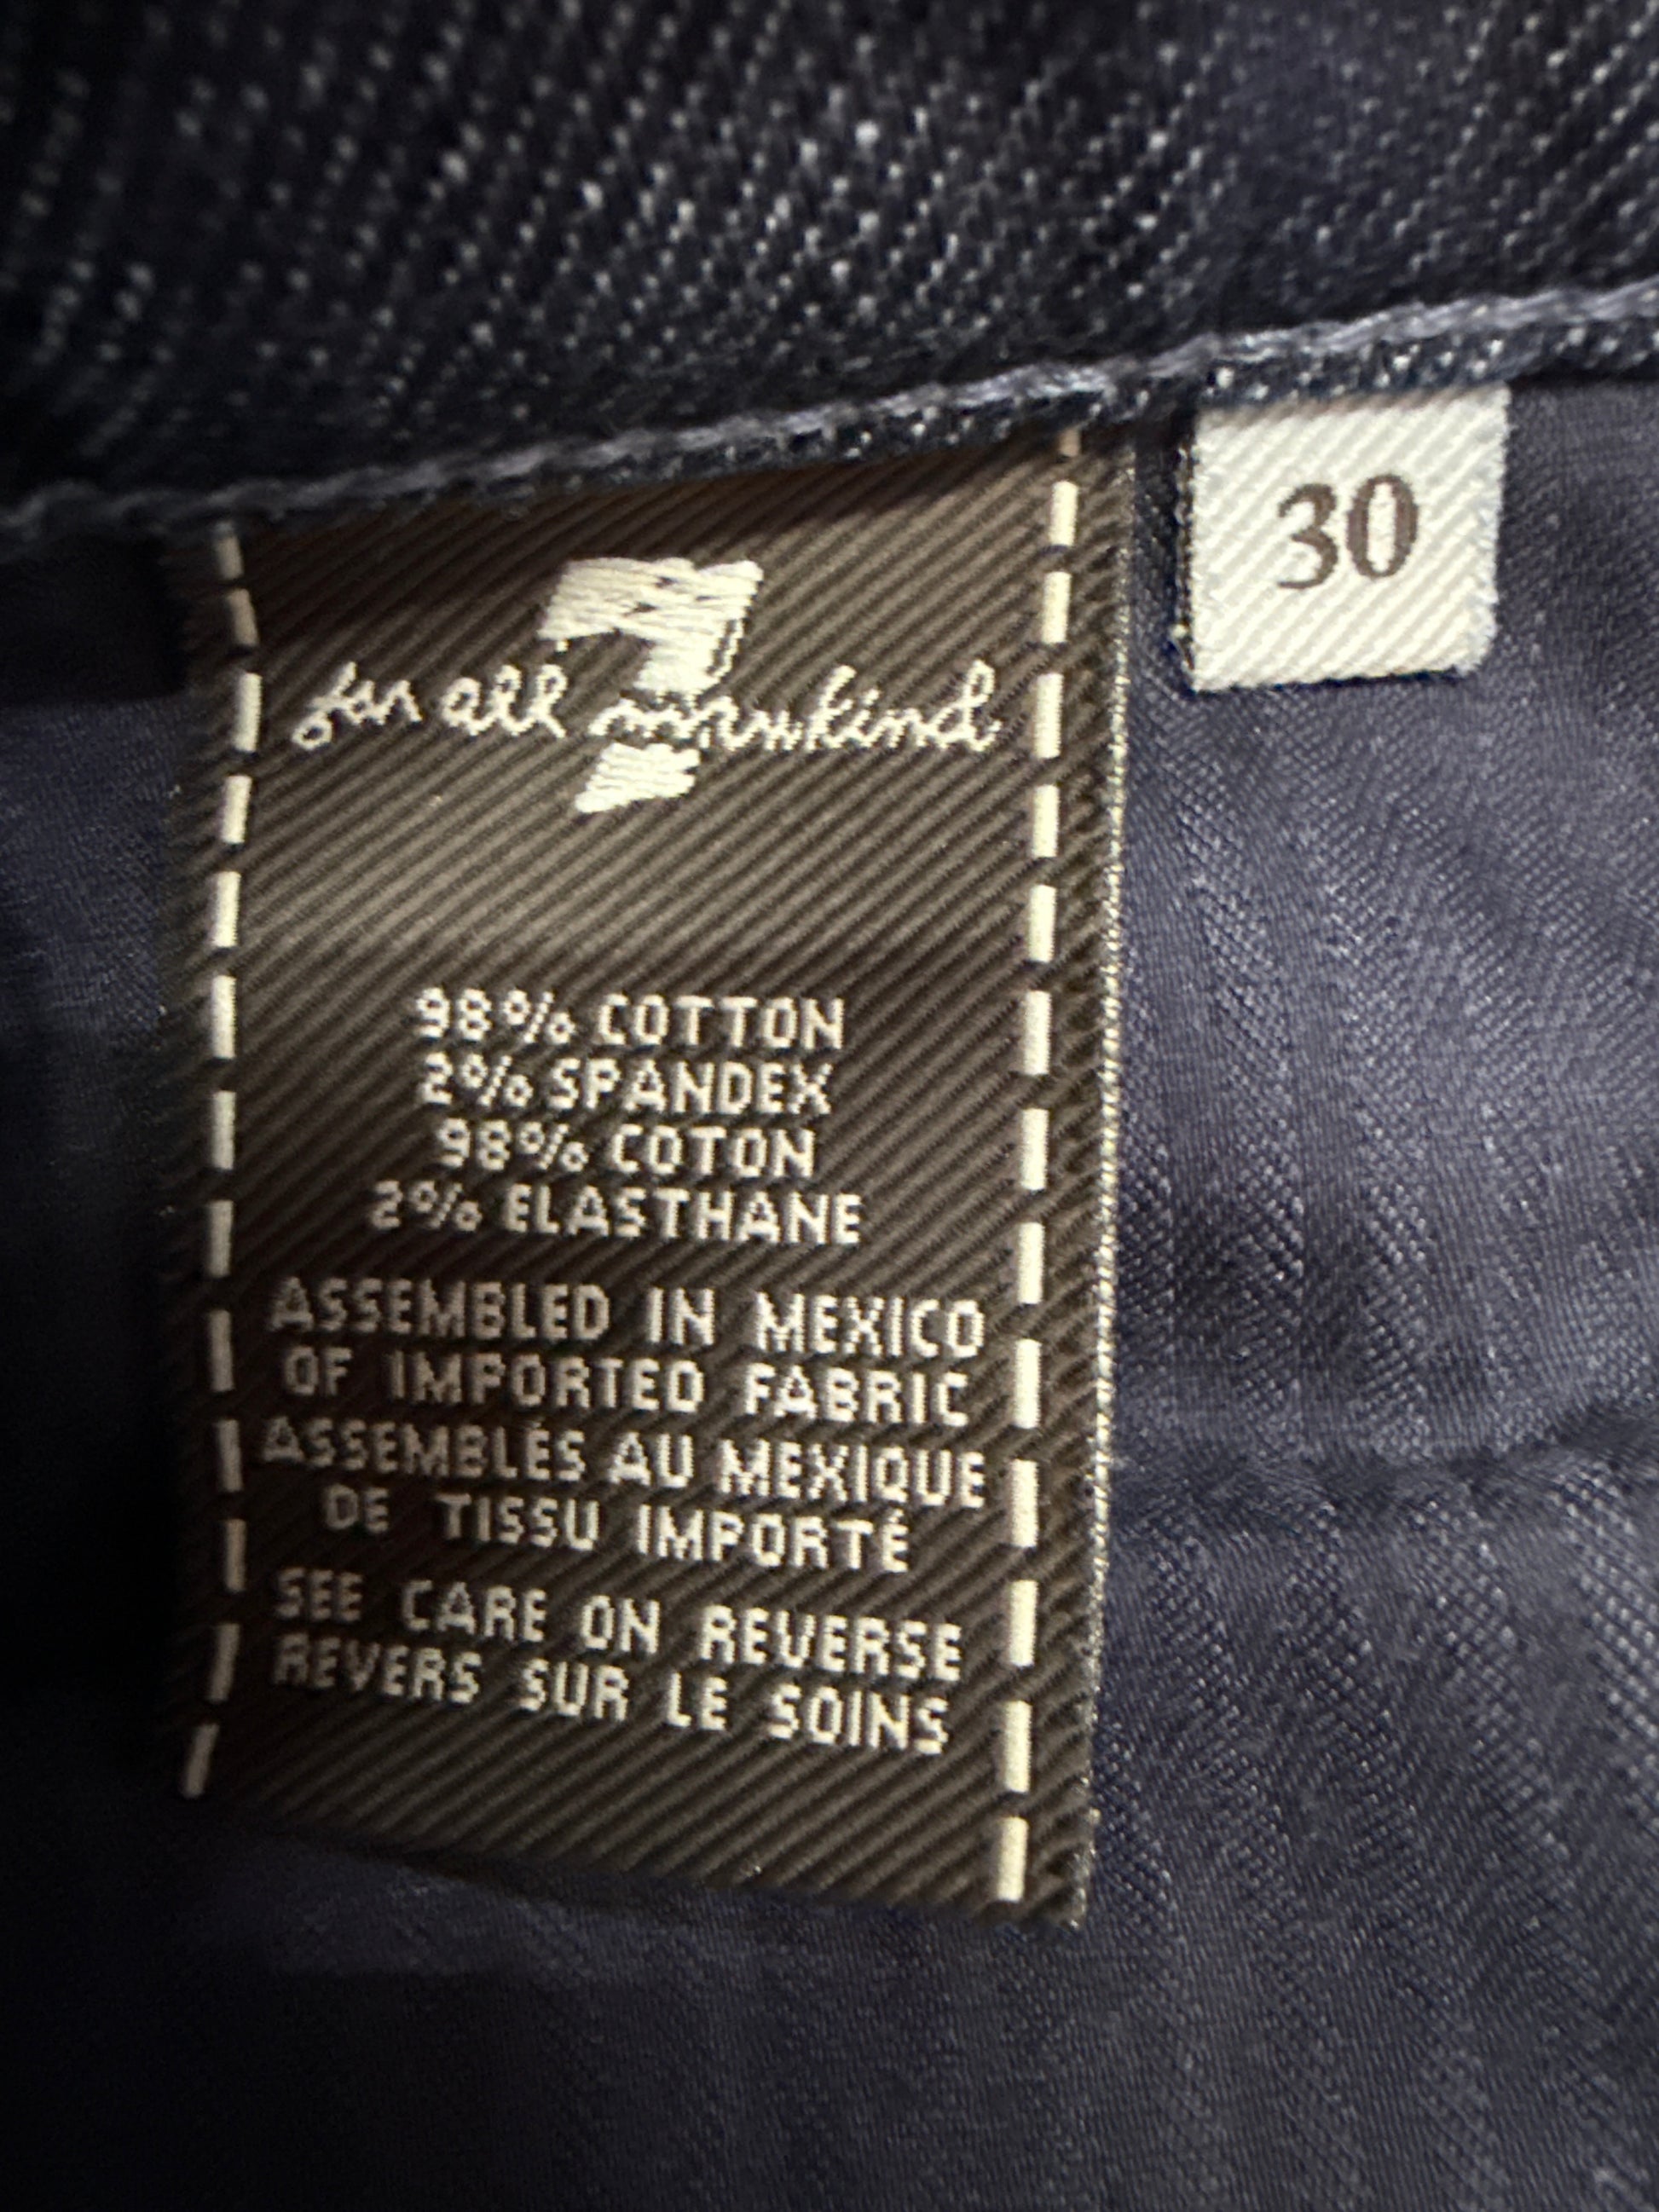 7
for all mankind
30
98% COTTON
2% SPANDEX
98% COTON
2% ELASTHANE
ASSEMBLED IN MEXICO
OF IMPORTED FABRIC
ASSEMBLÉS AU MEXIQUE
DE TISSU IMPORTÉ
SEE CARE ON REVERSE
REVERS SUR LE SOINS